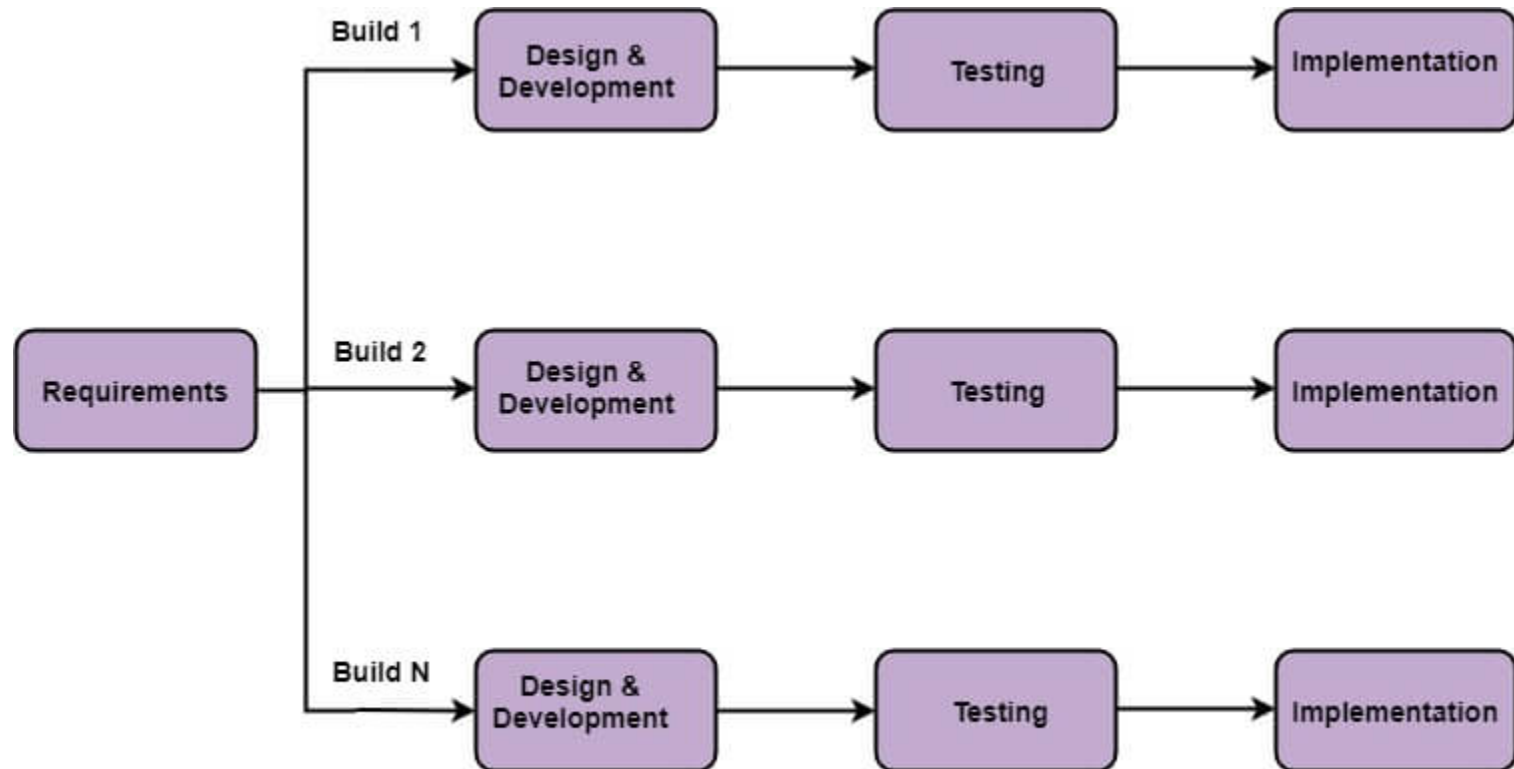 Build 1
Design &
Development
Testing
Implementation
Requirements
Build 2
Design &
Development
Testing
Implementation
Build N
Design &
Development
Testing
Implementation